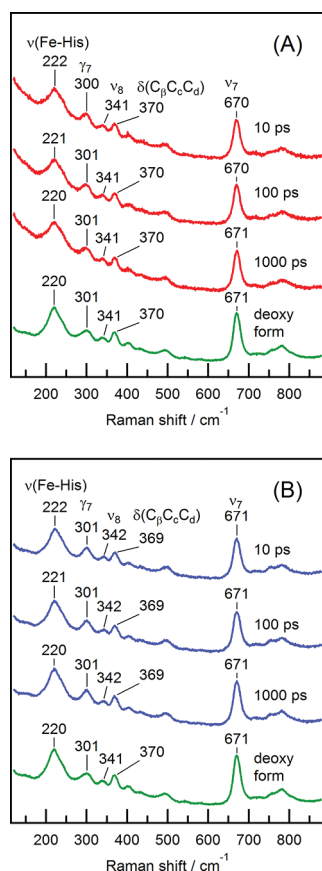 (A)
ν(Fe-His) γ7 ν8 δ(CβCcCd) ν7
222 300 341 370 670
10 ps
221 301 341 370 670
100 ps
220 301 341 370 671
1000 ps
220 301 341 370 671
deoxy
form
200 300 400 500 600 700 800
Raman shift / cm-1
(B)
ν(Fe-His) γ7 ν8 δ(CβCcCd) ν7
222 301 342 369 671
10 ps
221 301 342 369 671
100 ps
220 301 342 369 671
1000 ps
220 301 341 370 671
deoxy
form
200 300 400 500 600 700 800
Raman shift / cm-1